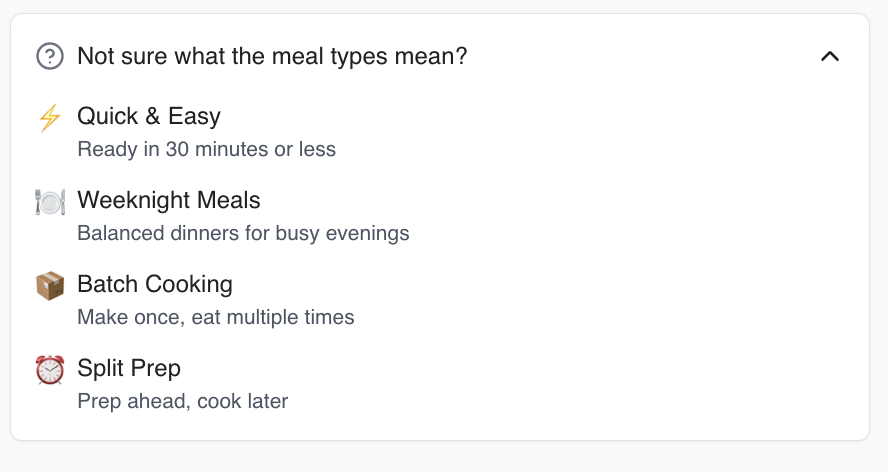 Not sure what the meal types mean?
Quick & Easy
Ready in 30 minutes or less
Weeknight Meals
Balanced dinners for busy evenings
Batch Cooking
Make once, eat multiple times
Split Prep
Prep ahead, cook later